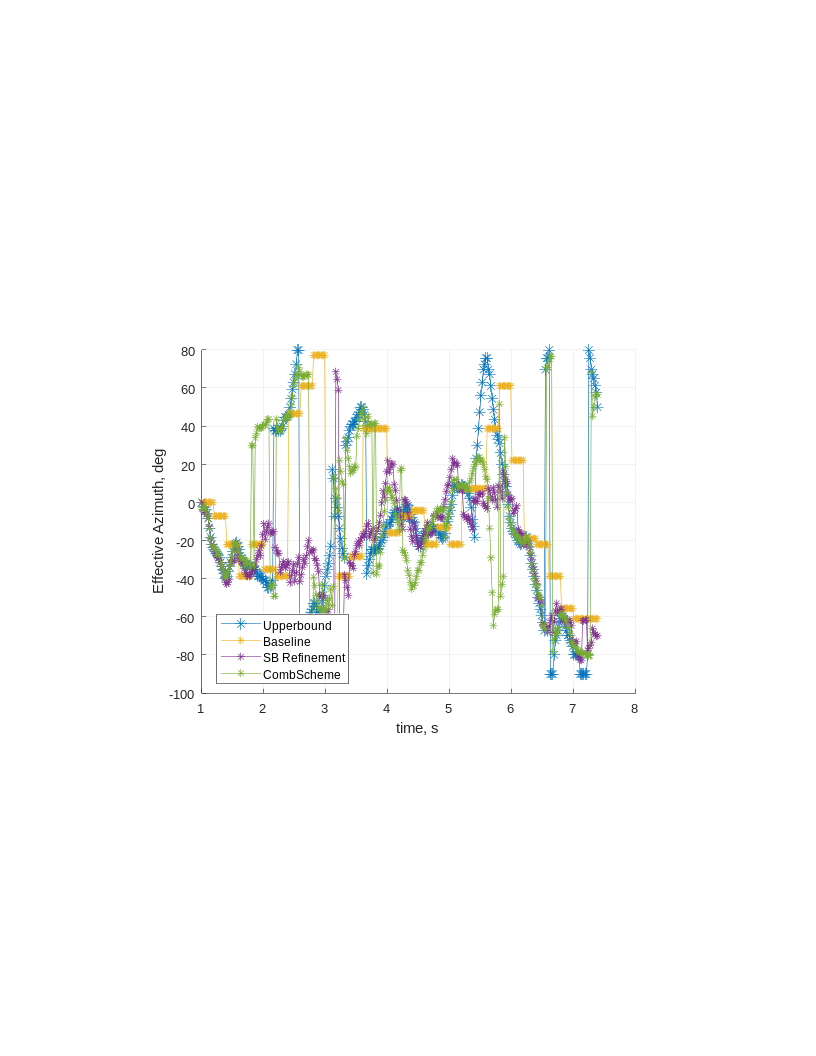 80
60
40
20
0
-20
-40
-60
-80
-100
Effective Azimuth, deg
Upperbound
Baseline
SB Refinement
CombScheme
1 2 3 4 5 6 7 8
time, s